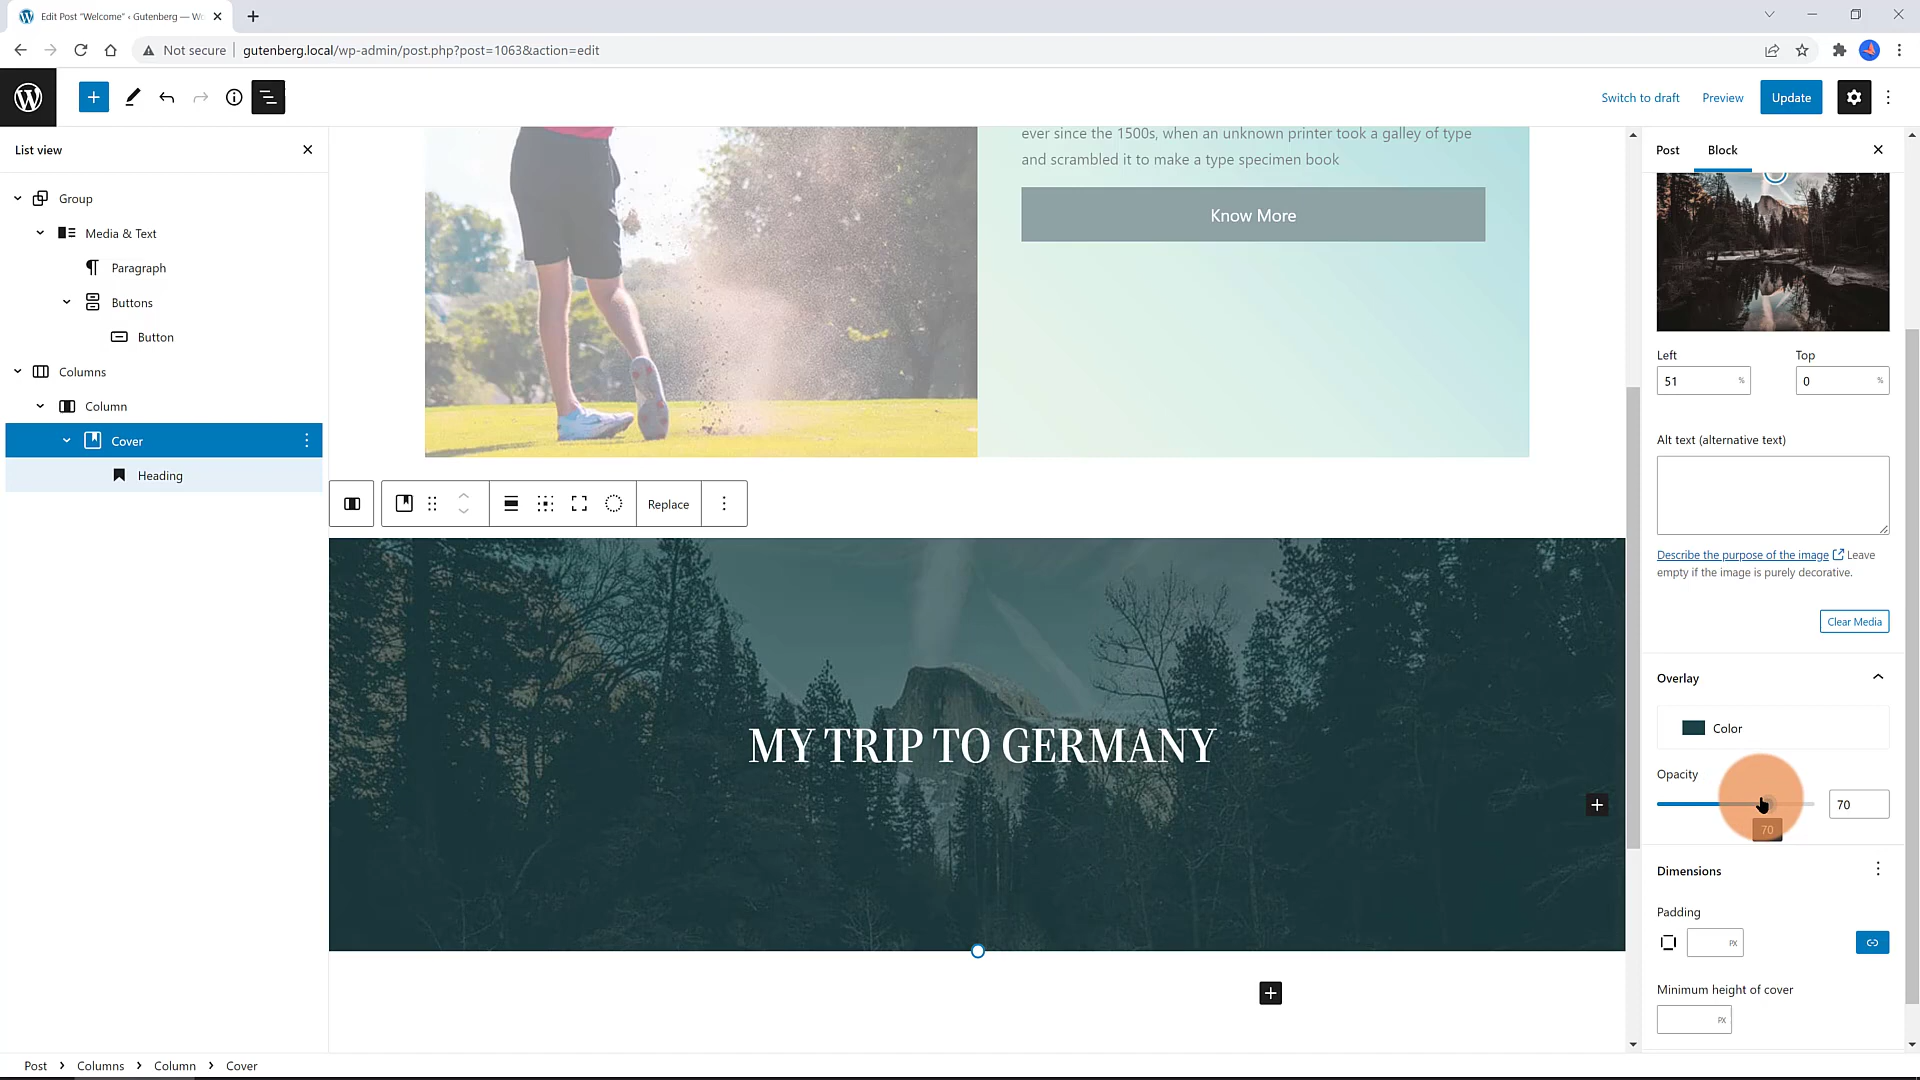 Edit Post "Welcome" ‹ Gutenberg — W
Not secure
gutenberg.local/wp-admin/post.php?post=1063&action=edit
Switch to draft
Preview
Update
List view
Group
Media & Text
Paragraph
Buttons
Button
Columns
Column
Cover
Heading
ever since the 1500s, when an unknown printer took a galley of type
and scrambled it to make a type specimen book
Know More
Replace
MY TRIP TO GERMANY
Post
Block
Left
Top
51 %
0 %
Alt text (alternative text)
Describe the purpose of the image Leave
empty if the image is purely decorative.
Clear Media
Overlay
Color
Opacity
70
70
Dimensions
Padding
PX
Minimum height of cover
PX
Post
Columns
Column
Cover